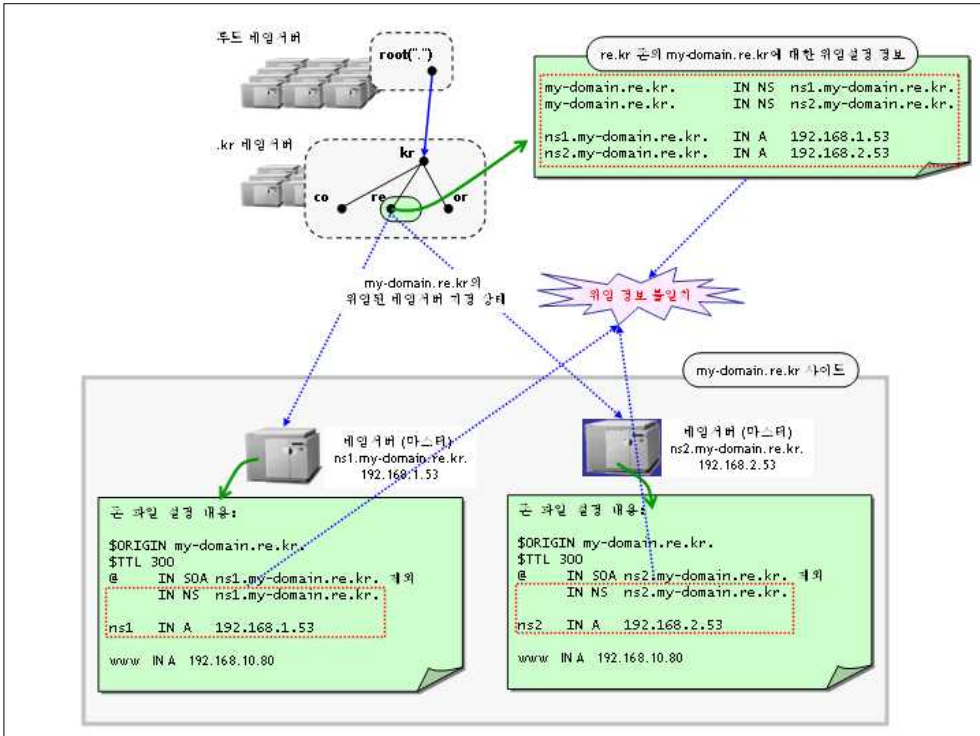 루트 네임서버
root(".")
re.kr 존의 my-domain.re.kr에 대한 위임설정 정보
my-domain.re.kr. IN NS ns1.my-domain.re.kr.
my-domain.re.kr. IN NS ns2.my-domain.re.kr.
ns1.my-domain.re.kr. IN A 192.168.1.53
ns2.my-domain.re.kr. IN A 192.168.2.53
.kr 네임서버
kr
co
re
or
my-domain.re.kr의
위임된 네임서버 지정 상태
위임 정보 불일치
my-domain.re.kr 사이트
네임서버 (마스터)
ns1.my-domain.re.kr.
192.168.1.53
네임서버 (마스터)
ns2.my-domain.re.kr.
192.168.2.53
존 파일 설정 내용:
$ORIGIN my-domain.re.kr.
$TTL 300
@ IN SOA ns1.my-domain.re.kr. 제외
IN NS ns1.my-domain.re.kr.
ns1 IN A 192.168.1.53
www IN A 192.168.10.80
존 파일 설정 내용:
$ORIGIN my-domain.re.kr.
$TTL 300
@ IN SOA ns2.my-domain.re.kr. 제외
IN NS ns2.my-domain.re.kr.
ns2 IN A 192.168.2.53
www IN A 192.168.10.80